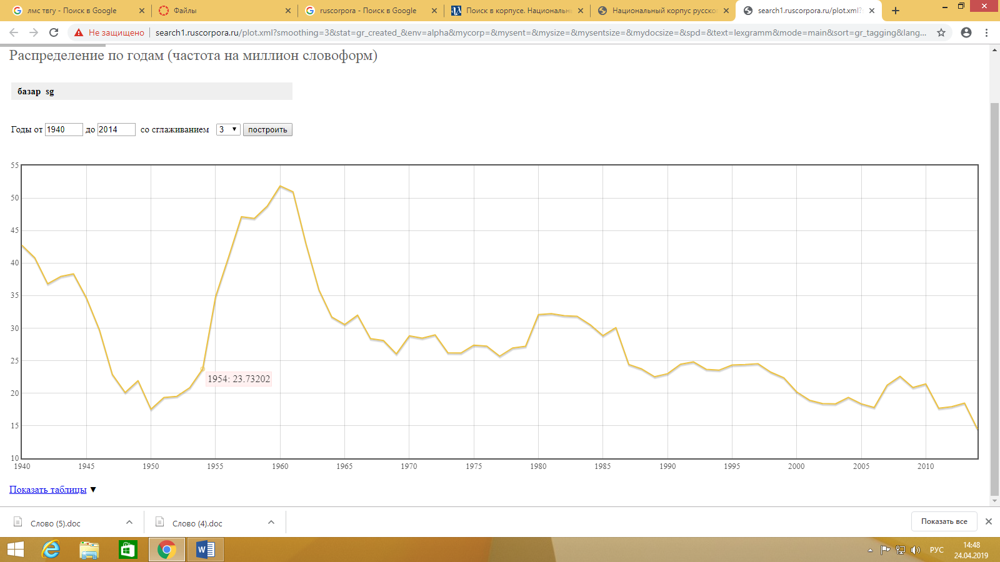 лмс твгу - Поиск в Google
Файлы
ruscorpora - Поиск в Google
Поиск в корпусе. Национальн
Национальный корпус русско
search1.ruscorpora.ru/plot.xml?
Не защищено
search1.ruscorpora.ru/plot.xml?smoothing=3&stat=gr_created_&env=alpha&mycorp=&mysent=&mysize=&mysentsize=&mydocsize=&spd=&text=lexgramm&mode=main&sort=gr_tagging&lang...
Распределение по годам (частота на миллион словоформ)
базар sg
Годы от 1940 до 2014 со сглаживанием 3 построить
55
50
45
40
35
30
25
1954: 23.73202
20
15
10
1940 1945 1950 1955 1960 1965 1970 1975 1980 1985 1990 1995 2000 2005 2010
Показать таблицы ▼
Слово (5).doc
Слово (4).doc
Показать все
РУС
14:48
24.04.2019